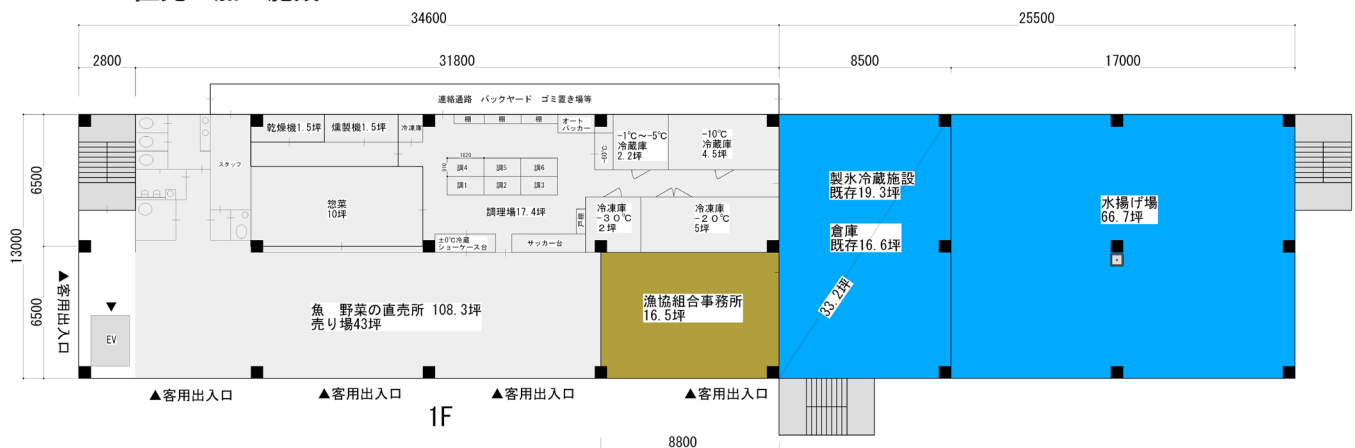 34600
25500
2800
31800
8500
17000
連絡通路 バックヤード ゴミ置き場等
乾燥機1.5坪
燻製機1.5坪
冷凍庫
棚
棚
棚
オート
パッカー
-60℃
-1℃~-5℃
冷蔵庫
2.2坪
-10℃
冷蔵庫
4.5坪
スタッフ
1820
910
調4
調5
調6
調1
調2
調3
6500
13000
惣菜
10坪
調理場17.4坪
戸棚
冷凍庫
-30℃
2坪
冷凍庫
-20℃
5坪
製氷冷蔵施設
既存19.3坪
水揚げ場
66.7坪
倉庫
既存16.6坪
±0℃冷蔵
ショーケース台
サッカー台
33.2坪
6500
▲客用出入口
▼
EV
魚 野菜の直売所 108.3坪
売り場43坪
漁協組合事務所
16.5坪
▲客用出入口
▲客用出入口
▲客用出入口
▲客用出入口
1F
8800